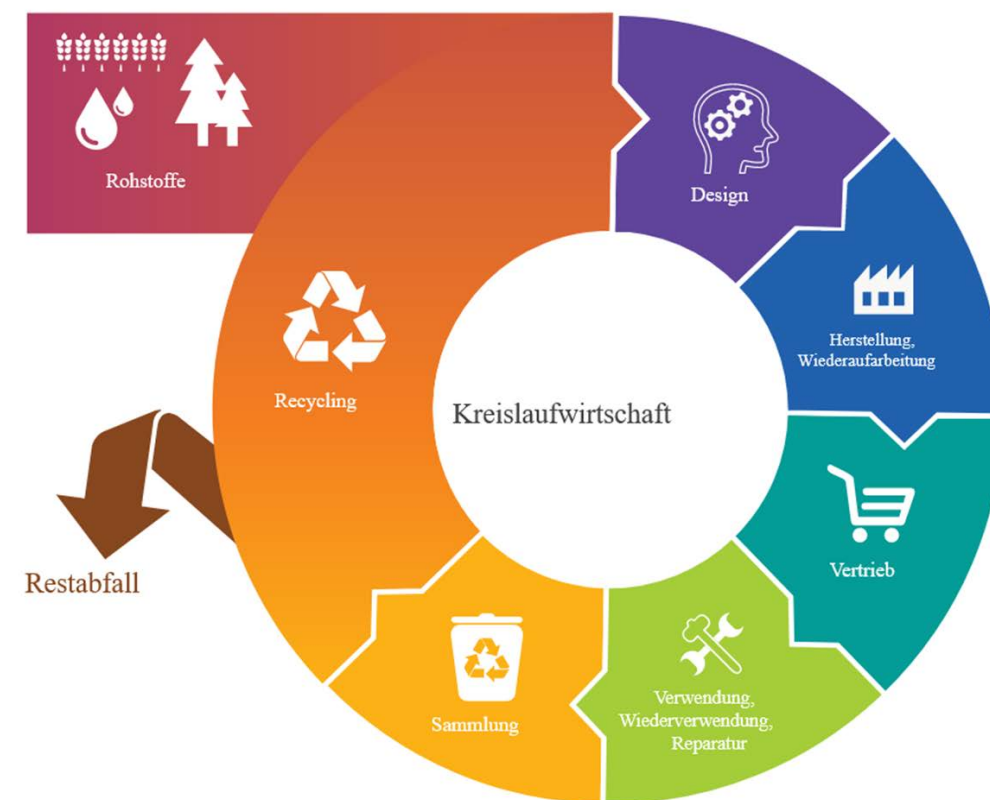 Rohstoffe
Design
Herstellung,
Wiederaufarbeitung
Recycling
Kreislaufwirtschaft
Vertrieb
Restabfall
Verwendung,
Wiederverwendung,
Reparatur
Sammlung